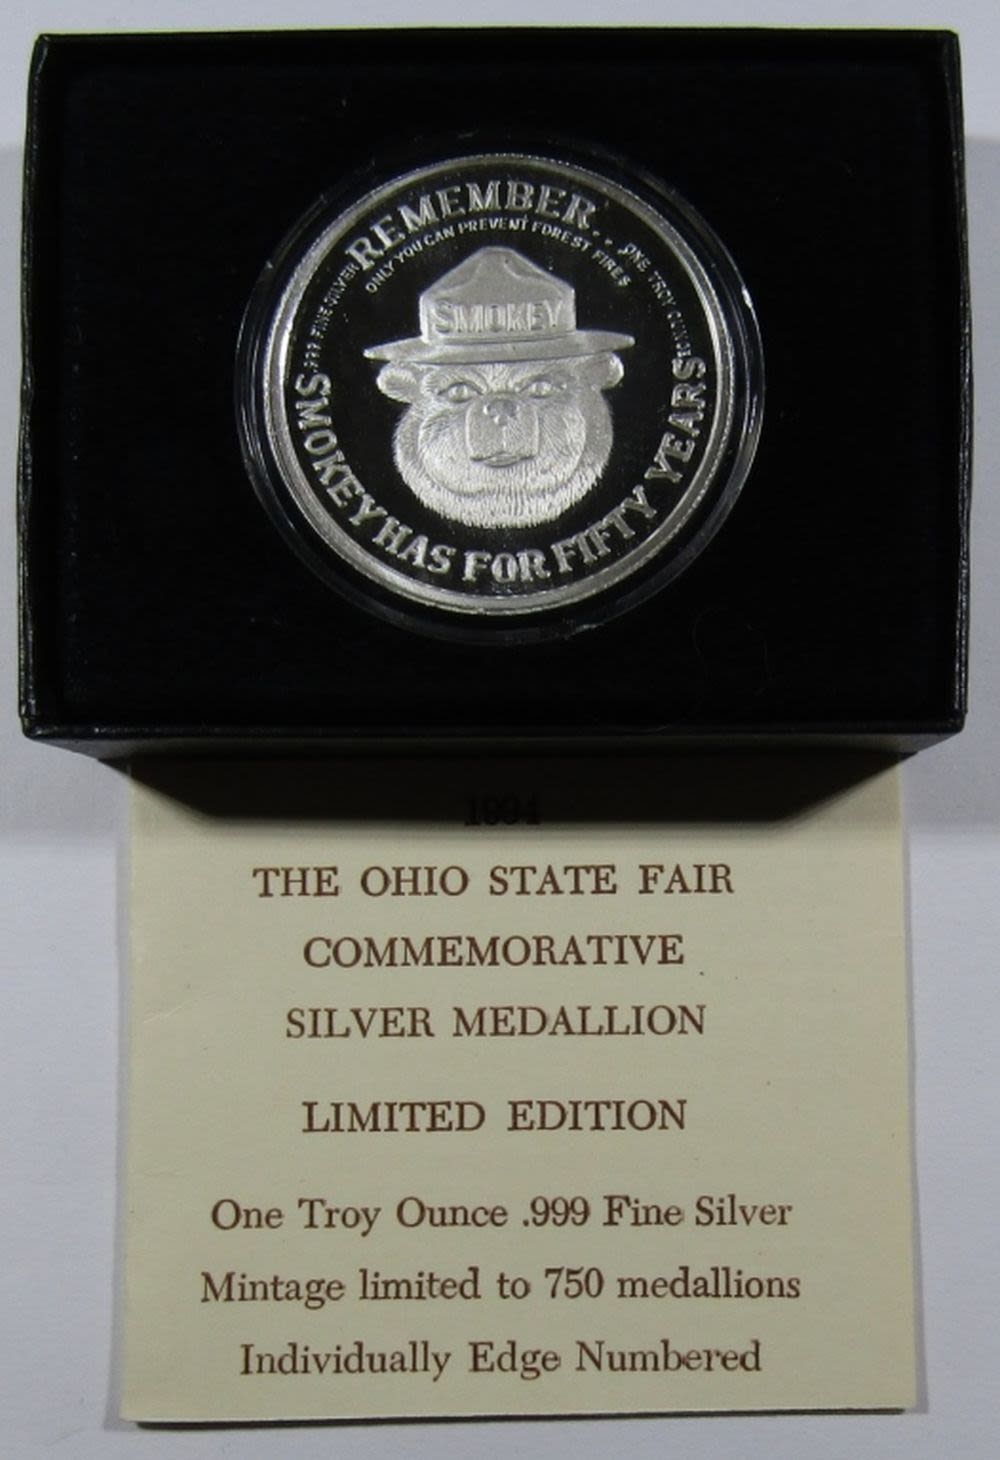 REMEMBER...
ONLY YOU CAN PREVENT FOREST FIRES
.999 FINE SILVER
ONE TROY OUNCE
SMOKEY
SMOKEY HAS FOR FIFTY YEARS
1994
THE OHIO STATE FAIR
COMMEMORATIVE
SILVER MEDALLION
LIMITED EDITION
One Troy Ounce .999 Fine Silver
Mintage limited to 750 medallions
Individually Edge Numbered